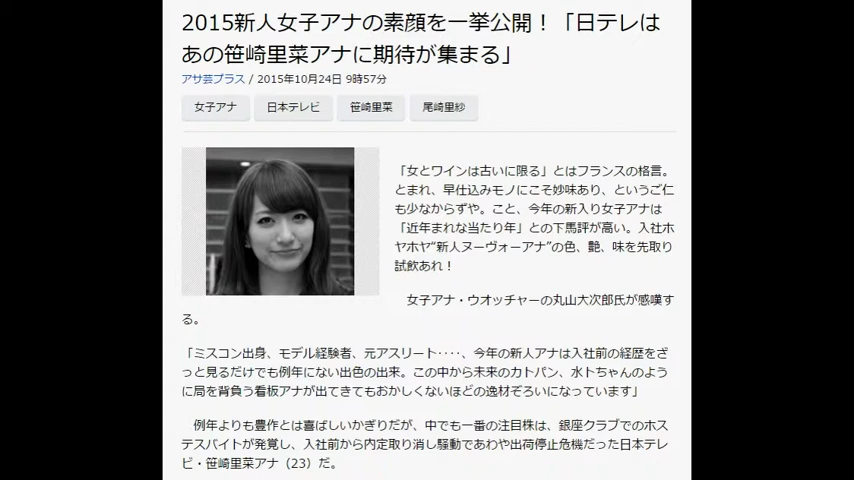 2015新人女子アナの素顔を一挙公開！「日テレは
あの笹崎里菜アナに期待が集まる」
アサ芸プラス / 2015年10月24日 9時57分
女子アナ
日本テレビ
笹崎里菜
尾崎里紗
「女とワインは古いに限る」とはフランスの格言。
とまれ、早仕込みモノにこそ妙味あり、というご仁
も少なからずや。こと、今年の新入り女子アナは
「近年まれな当たり年」との下馬評が高い。入社ホ
ヤホヤ“新人ヌーヴォーアナ”の色、艶、味を先取り
試飲あれ！
女子アナ・ウオッチャーの丸山大次郎氏が感嘆す
る。
「ミスコン出身、モデル経験者、元アスリート‥‥、今年の新人アナは入社前の経歴をざ
っと見るだけでも例年にない出色の出来。この中から未来のカトパン、水トちゃんのよう
に局を背負う看板アナが出てきてもおかしくないほどの逸材ぞろいになっています」
例年よりも豊作とは喜ばしいかぎりだが、中でも一番の注目株は、銀座クラブでのホス
テスバイトが発覚し、入社前から内定取り消し騒動であわや出荷停止危機だった日本テレ
ビ・笹崎里菜アナ（23）だ。